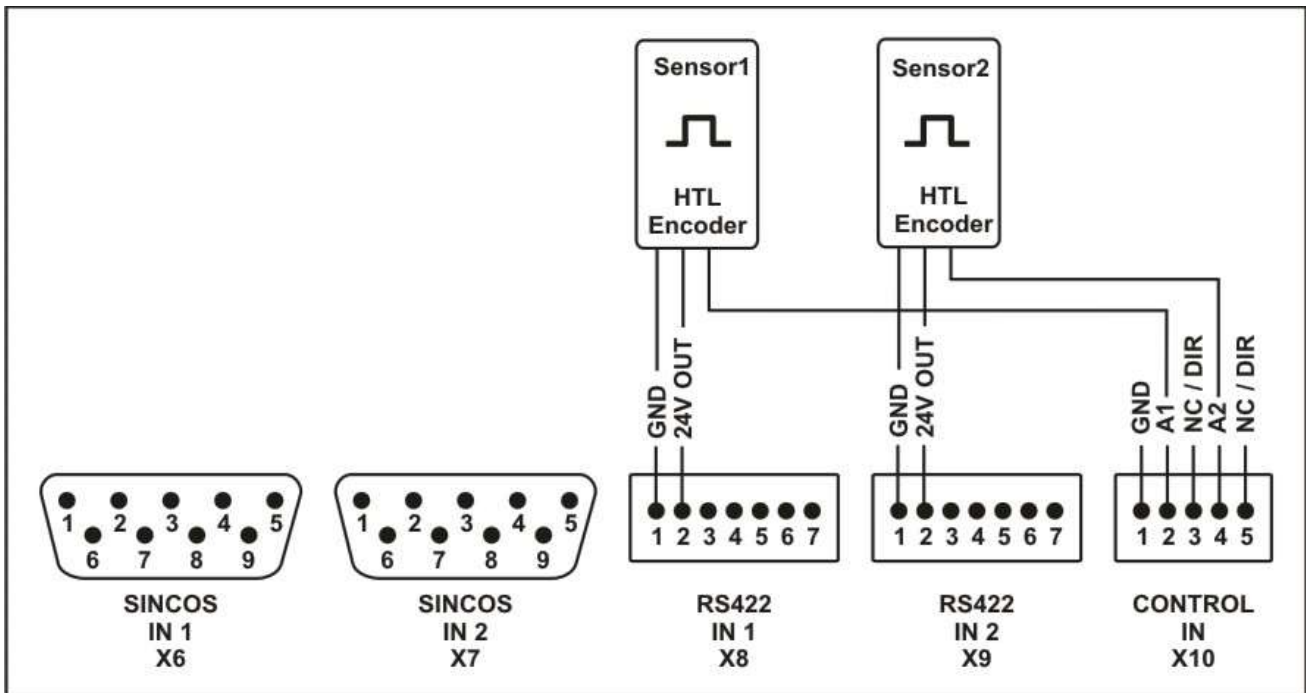 Sensor1
HTL
Encoder
Sensor2
HTL
Encoder
GND
24V OUT
GND
24V OUT
GND
A1
NC / DIR
A2
NC / DIR
1 2 3 4 5
6 7 8 9
SINCOS
IN 1
X6
1 2 3 4 5
6 7 8 9
SINCOS
IN 2
X7
1 2 3 4 5 6 7
RS422
IN 1
X8
1 2 3 4 5 6 7
RS422
IN 2
X9
1 2 3 4 5
CONTROL
IN
X10